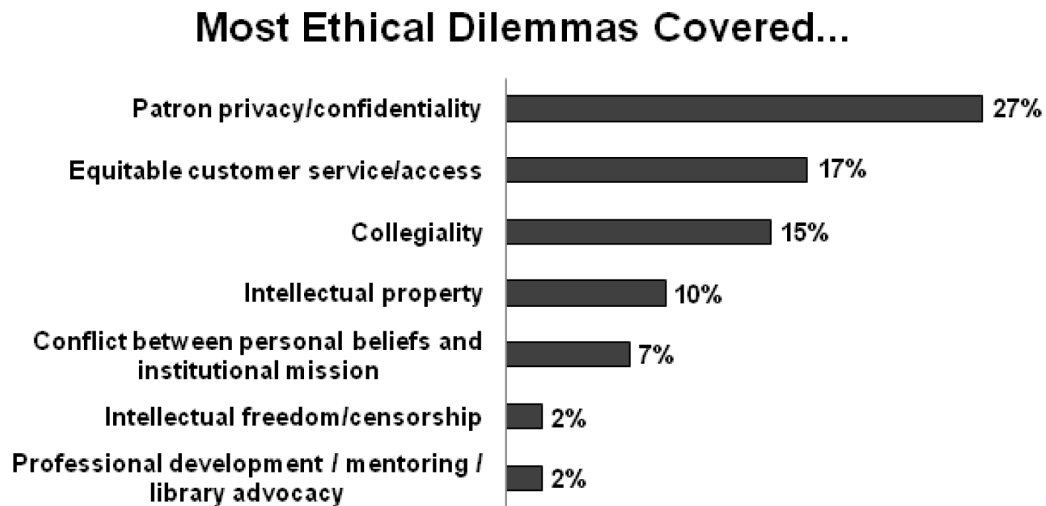 Most Ethical Dilemmas Covered...
Patron privacy/confidentiality 27%
Equitable customer service/access 17%
Collegiality 15%
Intellectual property 10%
Conflict between personal beliefs and
institutional mission 7%
Intellectual freedom/censorship 2%
Professional development / mentoring /
library advocacy 2%